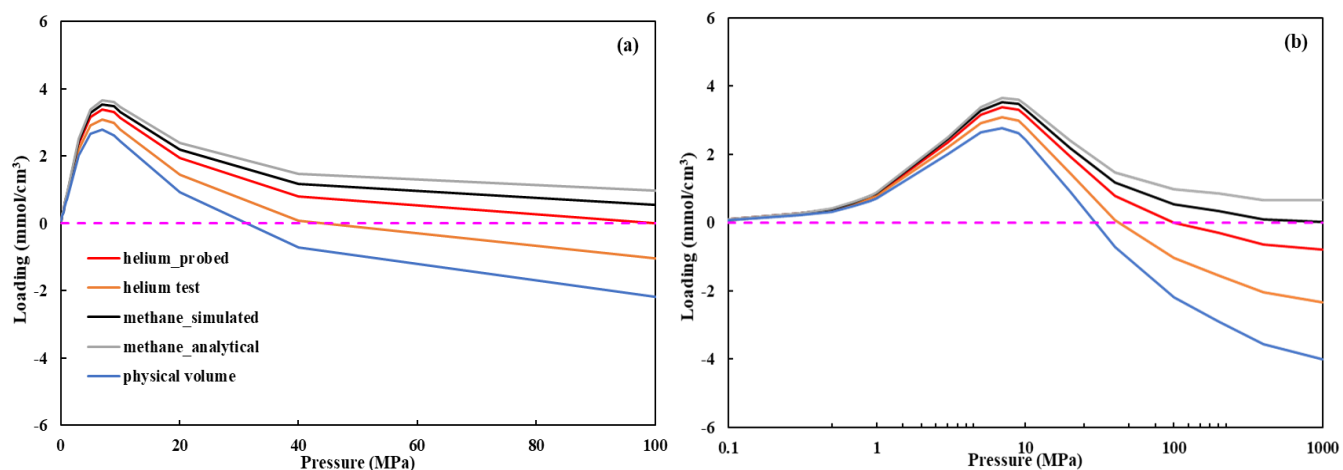 (a)
6
4
2
0
-2
-4
-6
Loading (mmol/cm³)
helium_probed
helium test
methane_simulated
methane_analytical
physical volume
0 20 40 60 80 100
Pressure (MPa)
(b)
6
4
2
0
-2
-4
-6
Loading (mmol/cm³)
0.1 1 10 100 1000
Pressure (MPa)